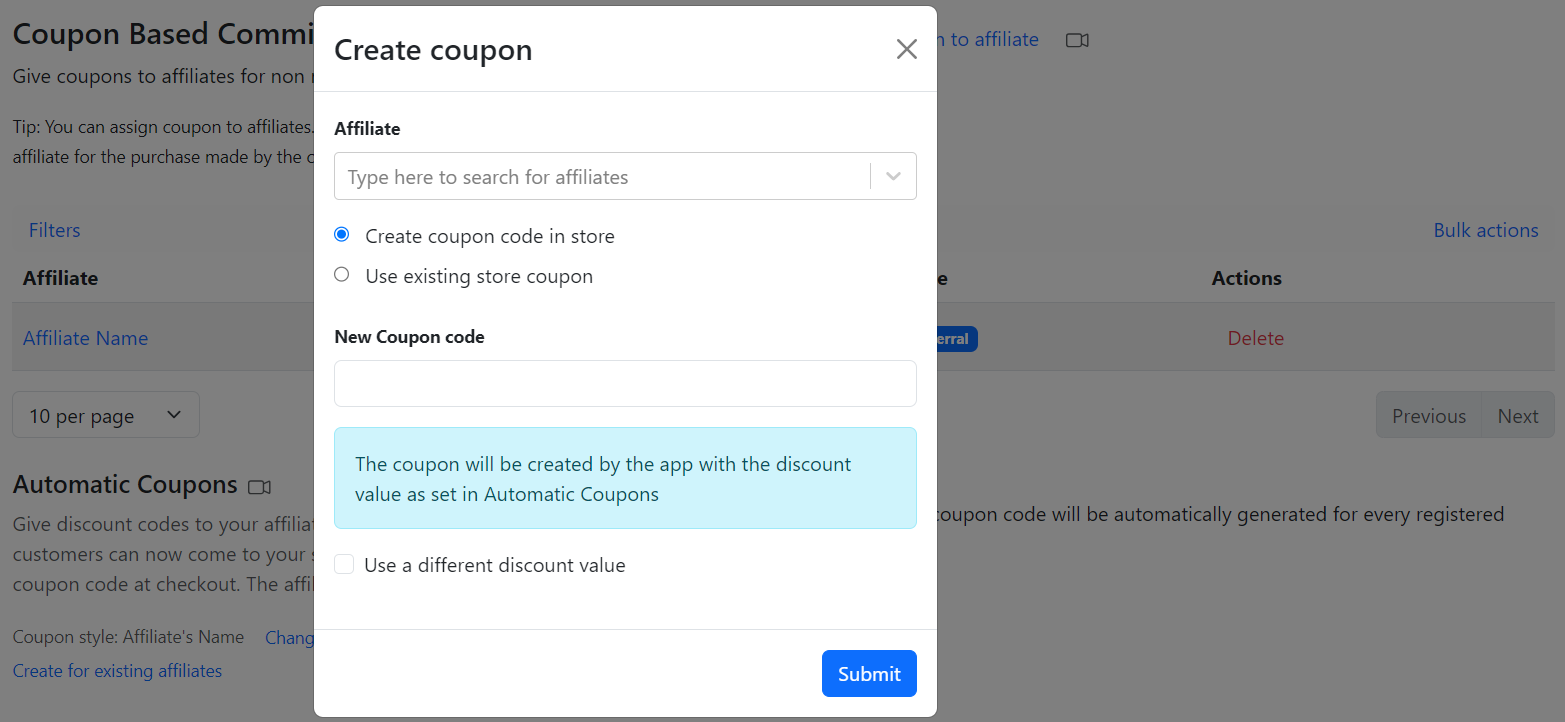 Coupon Based Commi
to affiliate
Give coupons to affiliates for non
Tip: You can assign coupon to affiliates.
affiliate for the purchase made by the
Create coupon
Affiliate
Type here to search for affiliates
Create coupon code in store
Use existing store coupon
New Coupon code
The coupon will be created by the app with the discount
value as set in Automatic Coupons
Use a different discount value
Submit
Filters
Bulk actions
Affiliate
Actions
Affiliate Name
erral
Delete
10 per page
Previous
Next
Automatic Coupons
Give discount codes to your affilia
coupon code will be automatically generated for every registered
customers can now come to your
coupon code at checkout. The affil
Coupon style: Affiliate's Name
Chang
Create for existing affiliates